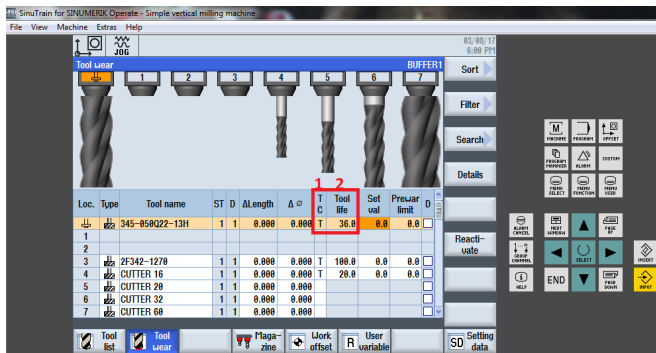 SinuTrain for SINUMERIK Operate - Simple vertical milling machine
File View Machine Extras Help
JOG
03/08/17
6:08 PM
Tool wear BUFFER1
1 2 3 4 5 6 7
Sort
Filter
Search
Details
Reacti-
vate
1 2
Loc. Type Tool name ST D ΔLength Δ ø T C Tool life Set val Prewar limit D
345-050Q22-13H 1 1 0.000 0.000 T 36.0 0.0 0.0
1
2
3 2F342-1270 1 1 0.000 0.000 T 100.0 0.0 0.0
4 CUTTER 16 1 1 0.000 0.000 T 20.0 0.0 0.0
5 CUTTER 20 1 1 0.000 0.000
6 CUTTER 32 1 1 0.000 0.000
7 CUTTER 60 1 1 0.000 0.000
Tool list
Tool wear
Maga-
zine
Work offset
R User variable
SD Setting data
M
MACHINE PROGRAM OFFSET
PROGRAM MANAGER ALARM CUSTOM
MENU SELECT MENU FUNCTION MENU USER
ALARM CANCEL NEXT WINDOW PAGE UP
1...n GROUP CHANNEL SELECT INSERT
HELP END PAGE DOWN INPUT